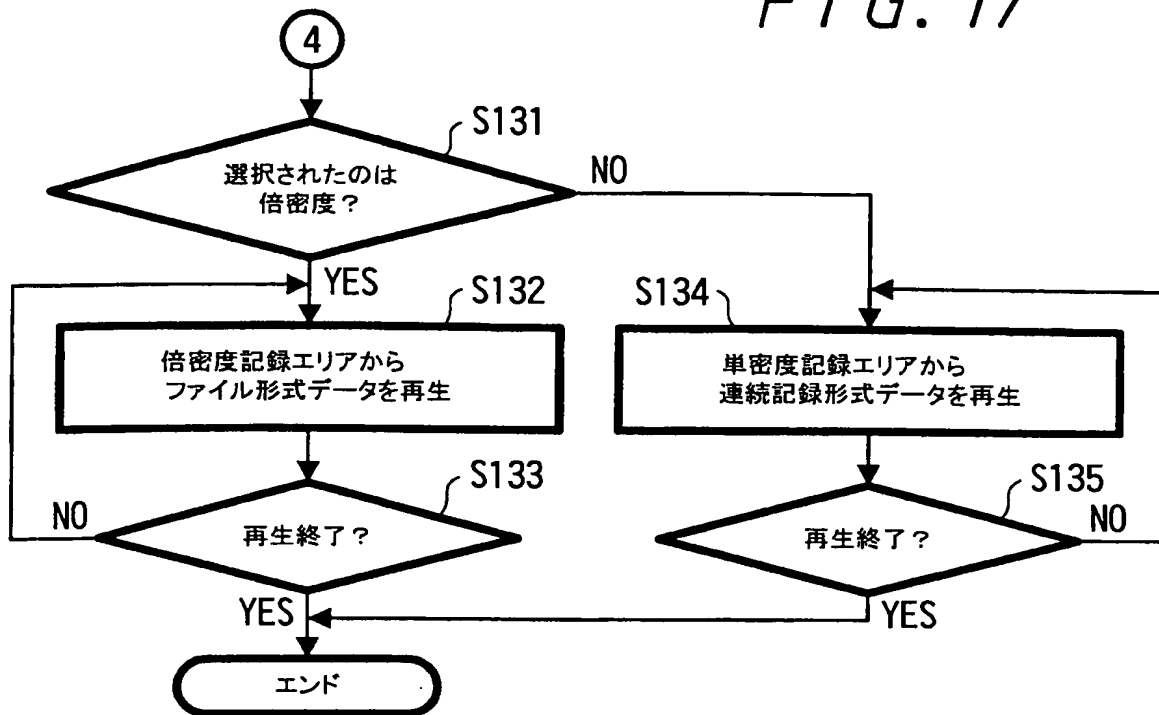 FIG. 17
4
S131
選択されたのは
倍密度?
NO
YES
S132
S134
倍密度記録エリアから
ファイル形式データを再生
単密度記録エリアから
連続記録形式データを再生
S133
S135
NO
再生終了?
再生終了?
NO
YES
YES
エンド